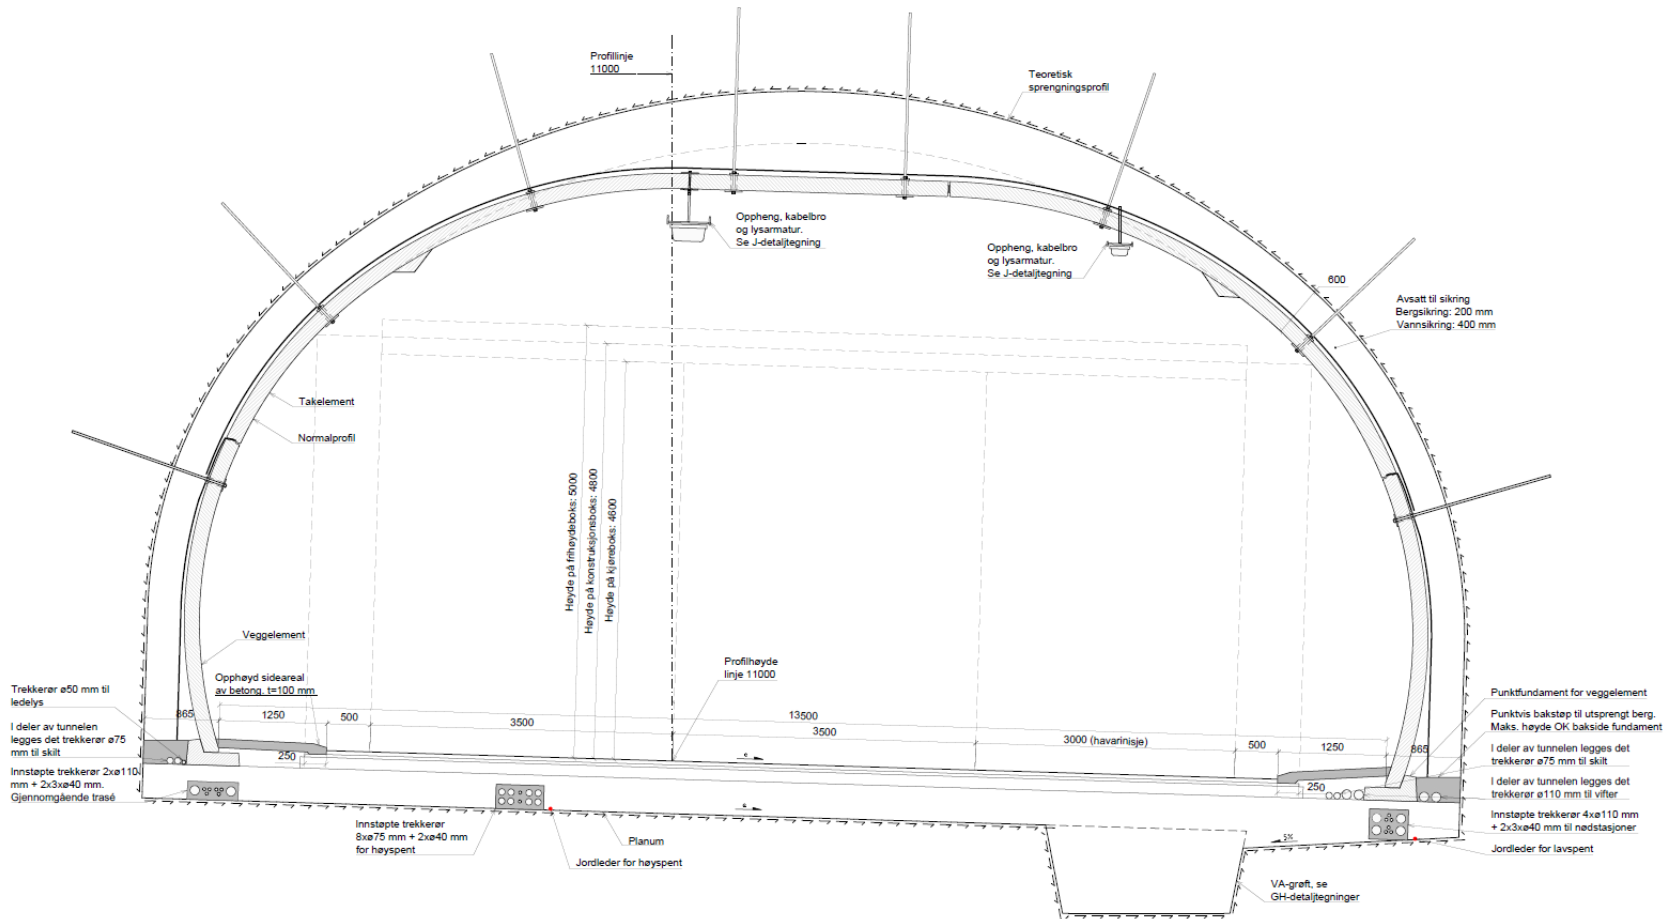 Profillinje
11000
Teoretisk
sprengningsprofil
Oppheng, kabelbro
og lysarmatur.
Se J-detaljtegning
Oppheng, kabelbro
og lysarmatur.
Se J-detaljtegning
600
Avsatt til sikring
Bergsikring: 200 mm
Vannsikring: 400 mm
Takelement
Normalprofil
Høyde på frihøydeboks: 5000
Høyde på konstruksjonsboks: 4800
Høyde på kjøreboks: 4600
Veggelement
Opphøyd sideareal
av betong. t=100 mm
Profilhøyde
linje 11000
Trekkerør ø50 mm til
ledelys
I deler av tunnelen
legges det trekkerør ø75
mm til skilt
Innstøpte trekkerør 2xø110
mm + 2x3xø40 mm.
Gjennomgående trasé
865
1250
500
3500
13500
3500
3000 (havarinisje)
500
1250
865
250
250
Punktfundament for veggelement
Punktvis bakstøp til utsprengt berg.
Maks. høyde OK bakside fundament
I deler av tunnelen legges det
trekkerør ø75 mm til skilt
I deler av tunnelen legges det
trekkerør ø110 mm til vifter
Innstøpte trekkerør 4xø110 mm
+ 2x3xø40 mm til nødstasjoner
Jordleder for lavspent
Innstøpte trekkerør
8xø75 mm + 2xø40 mm
for høyspent
Jordleder for høyspent
Planum
e
e
5%
VA-grøft, se
GH-detaljtegninger